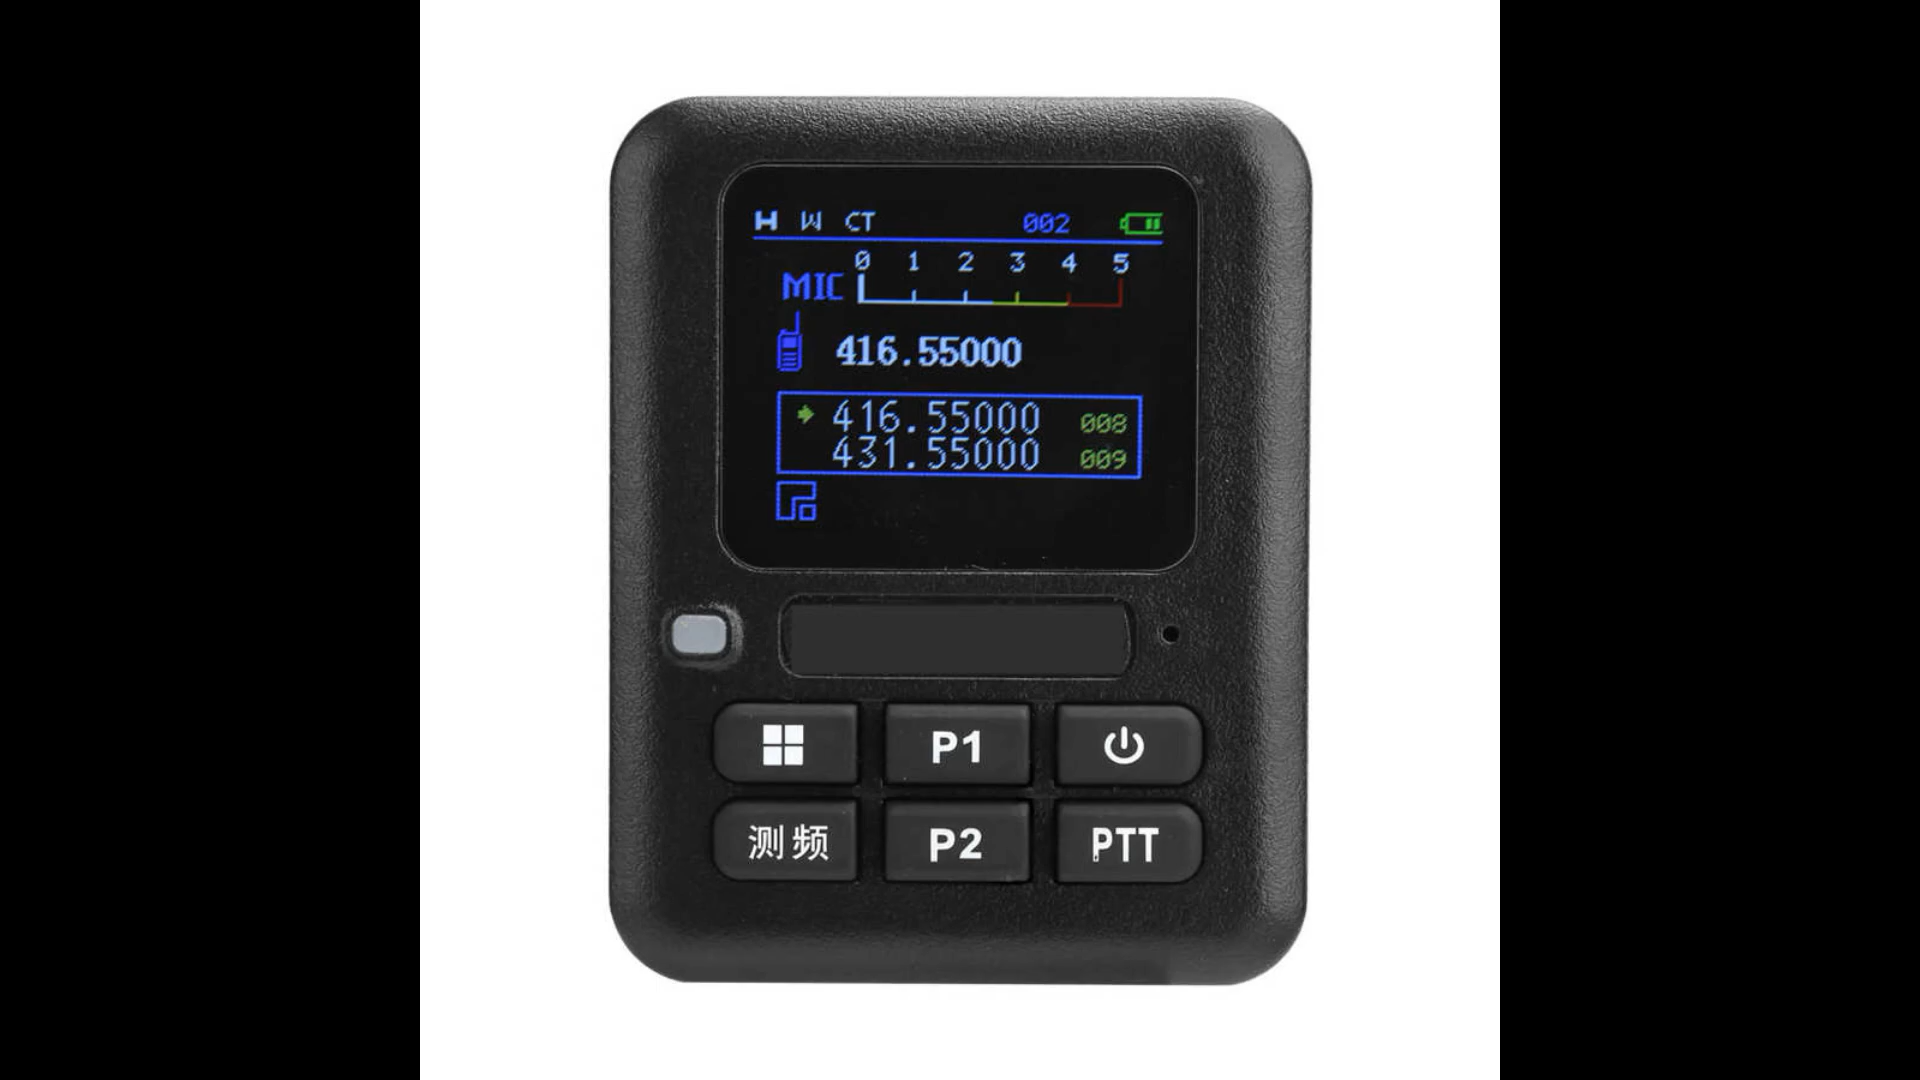 H W CT 002
0 1 2 3 4 5
MIC
416.55000
416.55000 008
431.55000 009
P1
测频 P2 PTT